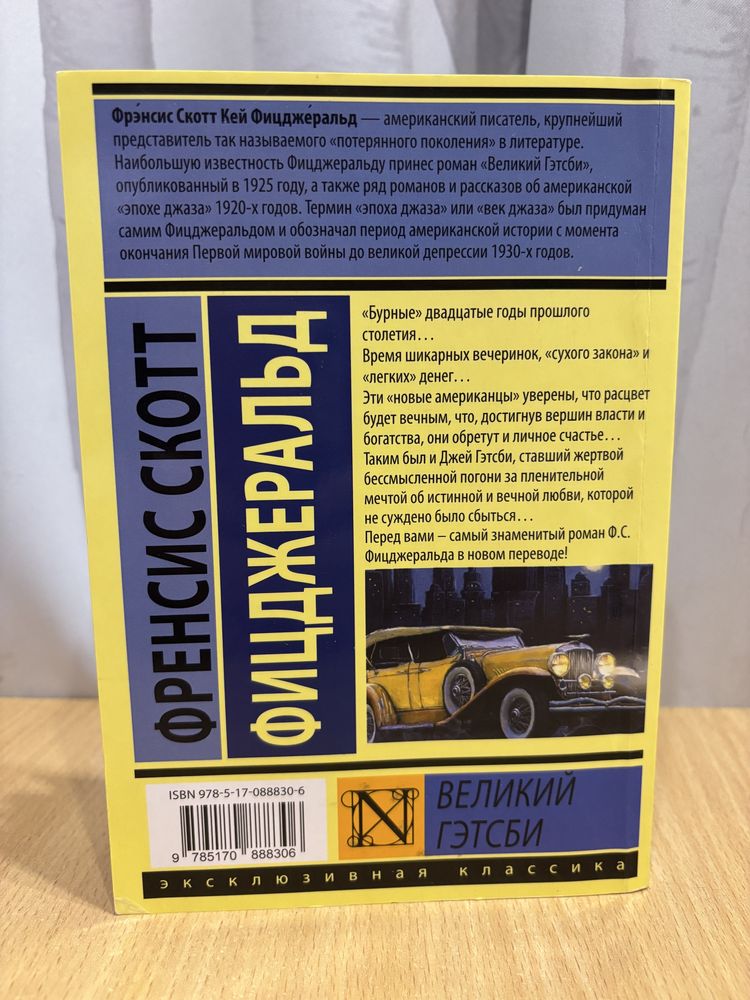 Фрэ́нсис Скотт Кей Фицдже́ральд — американский писатель, крупнейший
представитель так называемого «потерянного поколения» в литературе.
Наибольшую известность Фицджеральду принес роман «Великий Гэтсби»,
опубликованный в 1925 году, а также ряд романов и рассказов об американской
«эпохе джаза» 1920-х годов. Термин «эпоха джаза» или «век джаза» был придуман
самим Фицджеральдом и обозначал период американской истории с момента
окончания Первой мировой войны до великой депрессии 1930-х годов.
ФРЕНСИС СКОТТ
ФИЦДЖЕРАЛЬД
«Бурные» двадцатые годы прошлого
столетия…
Время шикарных вечеринок, «сухого закона» и
«легких» денег…
Эти «новые американцы» уверены, что расцвет
будет вечным, что, достигнув вершин власти и
богатства, они обретут и личное счастье…
Таким был и Джей Гэтсби, ставший жертвой
бессмысленной погони за пленительной
мечтой об истинной и вечной любви, которой
не суждено было сбыться…
Перед вами – самый знаменитый роман Ф.С.
Фицджеральда в новом переводе!
ISBN 978-5-17-088830-6
9 785170 888306
N
ВЕЛИКИЙ
ГЭТСБИ
эксклюзивная классика